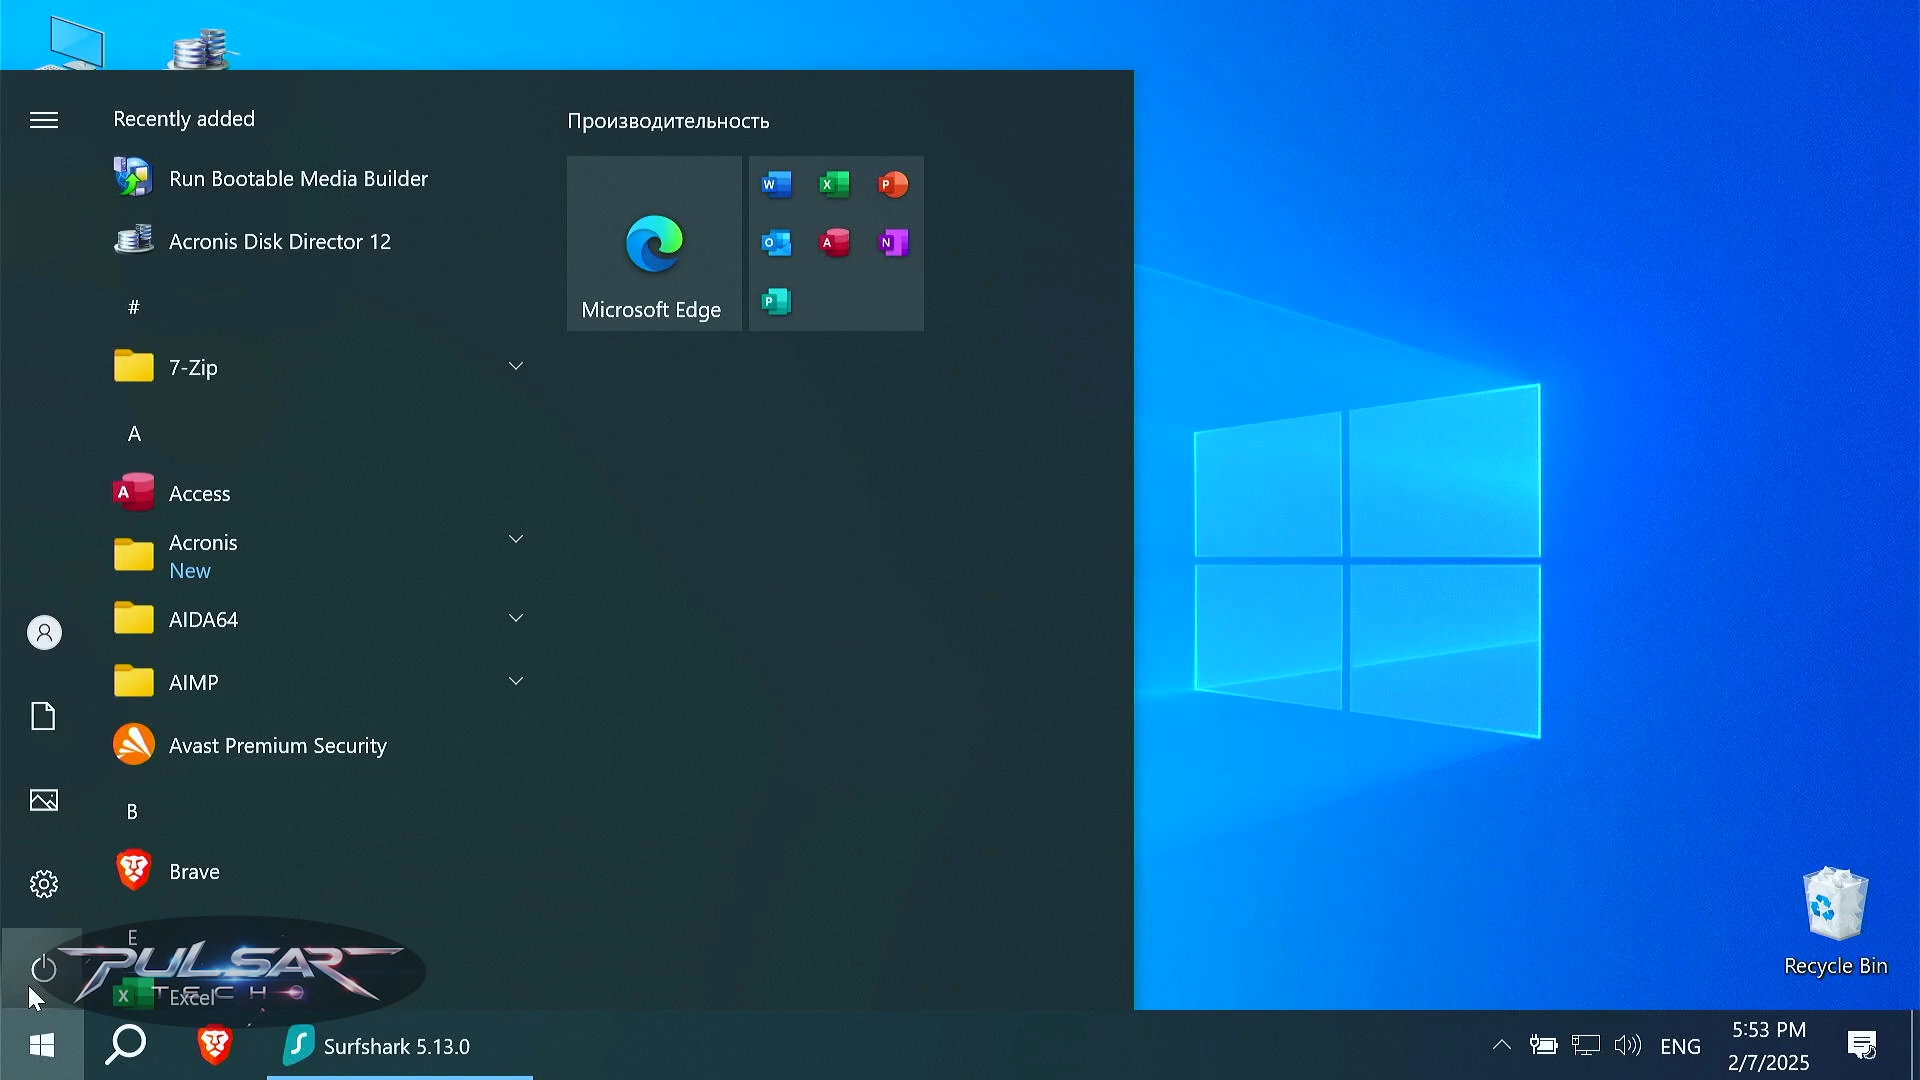 Recently added
Run Bootable Media Builder
Acronis Disk Director 12
#
7-Zip
A
Access
Acronis
New
AIDA64
AIMP
Avast Premium Security
B
Brave
E
Excel
Производительность
Microsoft Edge
W
X
P
O
A
N
P
PULSAR
TECHO
Recycle Bin
Surfshark 5.13.0
ENG
5:53 PM
2/7/2025